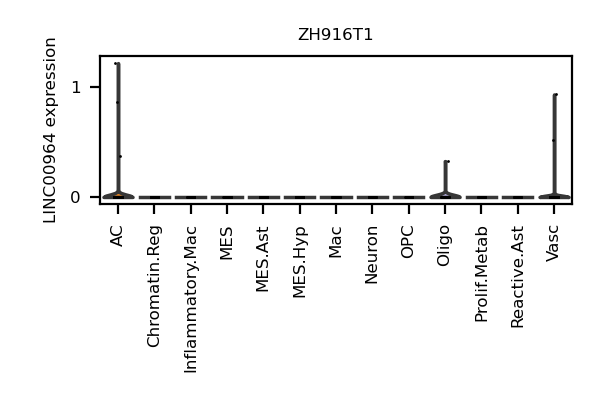 ZH916T1
LINC00964 expression
1
0
AC
Chromatin.Reg
Inflammatory.Mac
MES
MES.Ast
MES.Hyp
Mac
Neuron
OPC
Oligo
Prolif.Metab
Reactive.Ast
Vasc